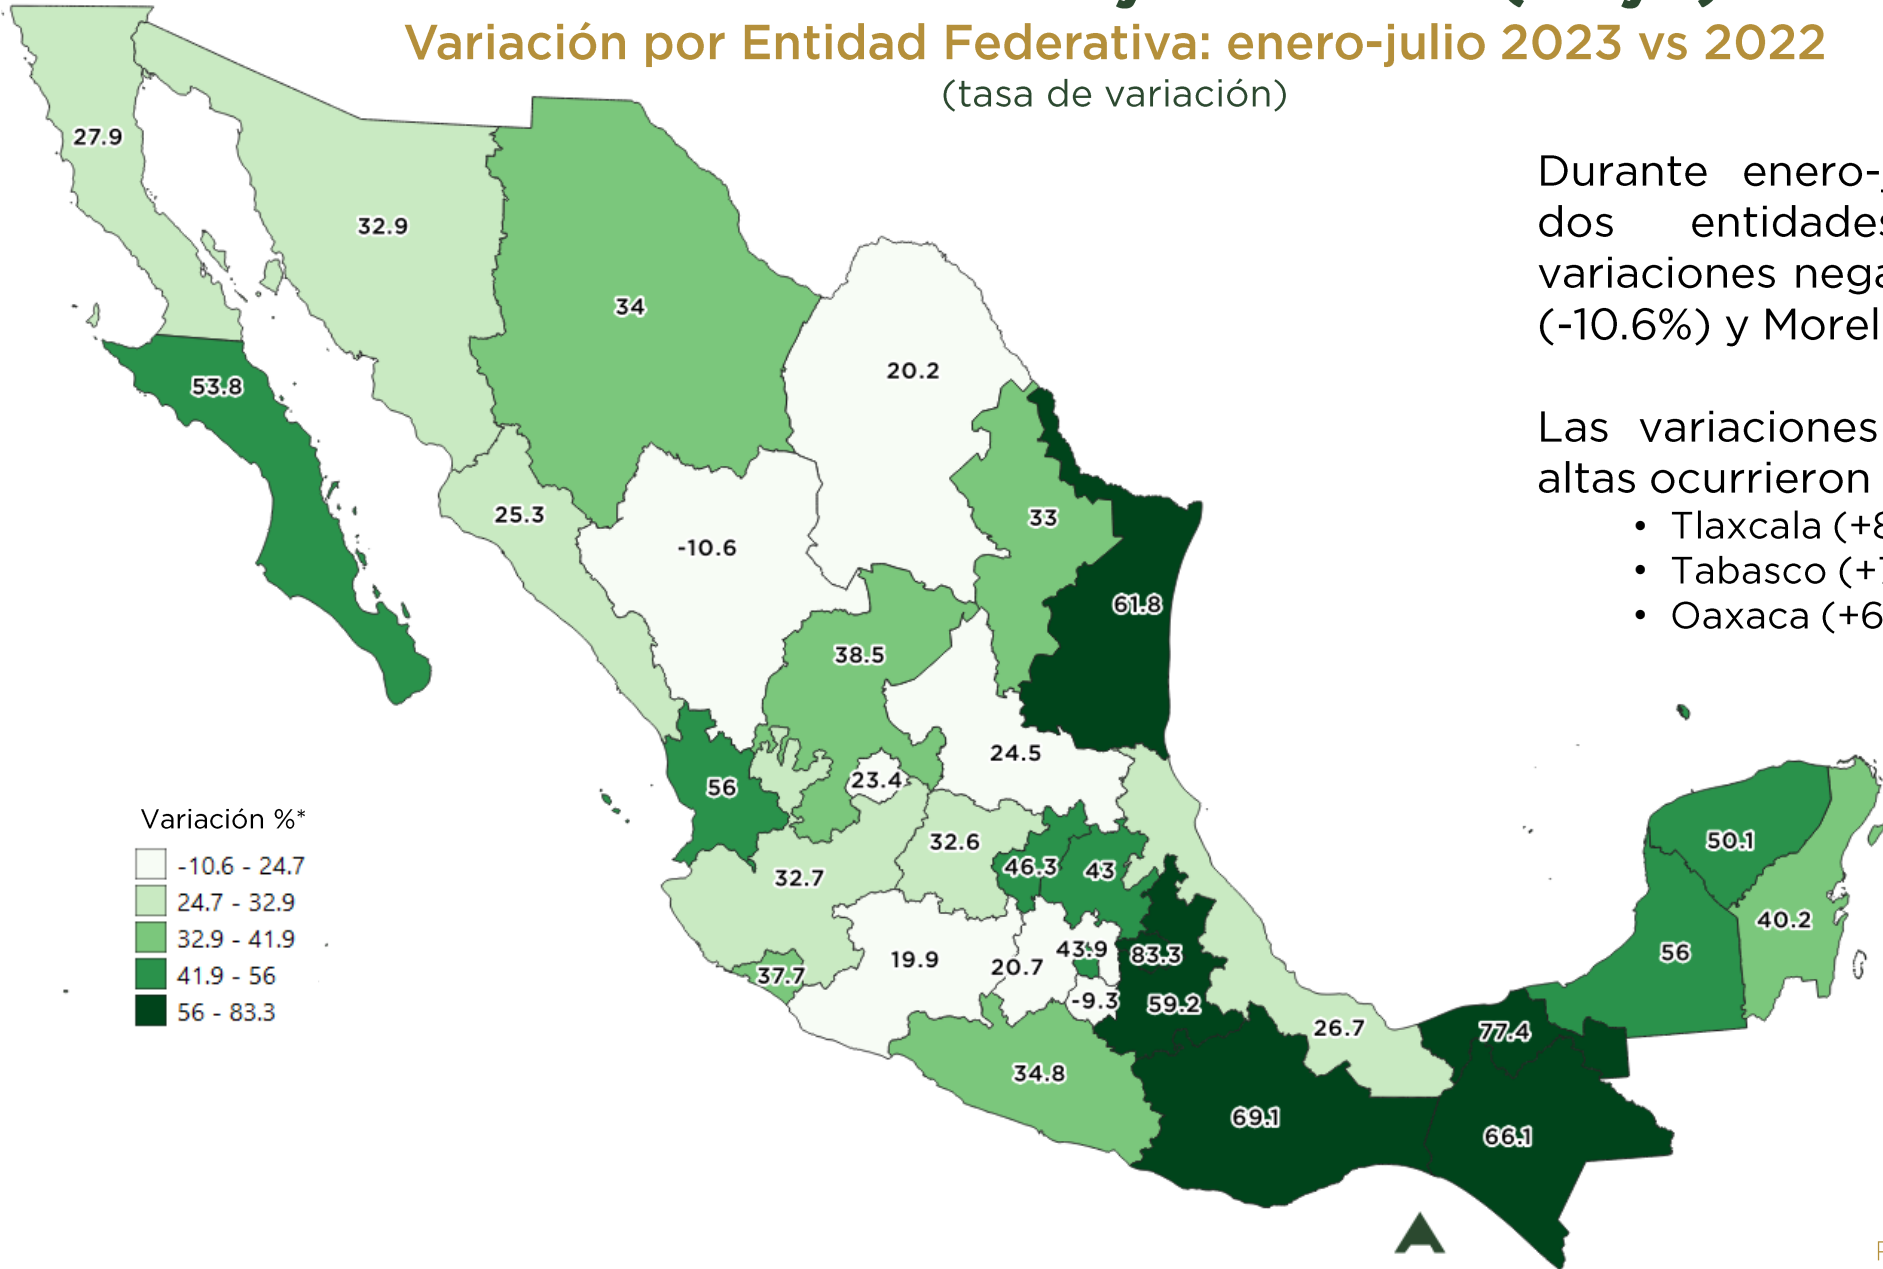 Variación por Entidad Federativa: enero-julio 2023 vs 2022
(tasa de variación)
Durante enero-
dos entidades
variaciones nega
(-10.6%) y Morel
Las variaciones
altas ocurrieron
• Tlaxcala (+8
• Tabasco (+7
• Oaxaca (+6
27.9
32.9
34
53.8
20.2
25.3
33
-10.6
61.8
38.5
24.5
23.4
56
32.6
46.3
43
32.7
50.1
40.2
19.9
20.7
43.9
83.3
56
37.7
-9.3
59.2
26.7
77.4
34.8
69.1
66.1
Variación %*
-10.6 - 24.7
24.7 - 32.9
32.9 - 41.9
41.9 - 56
56 - 83.3